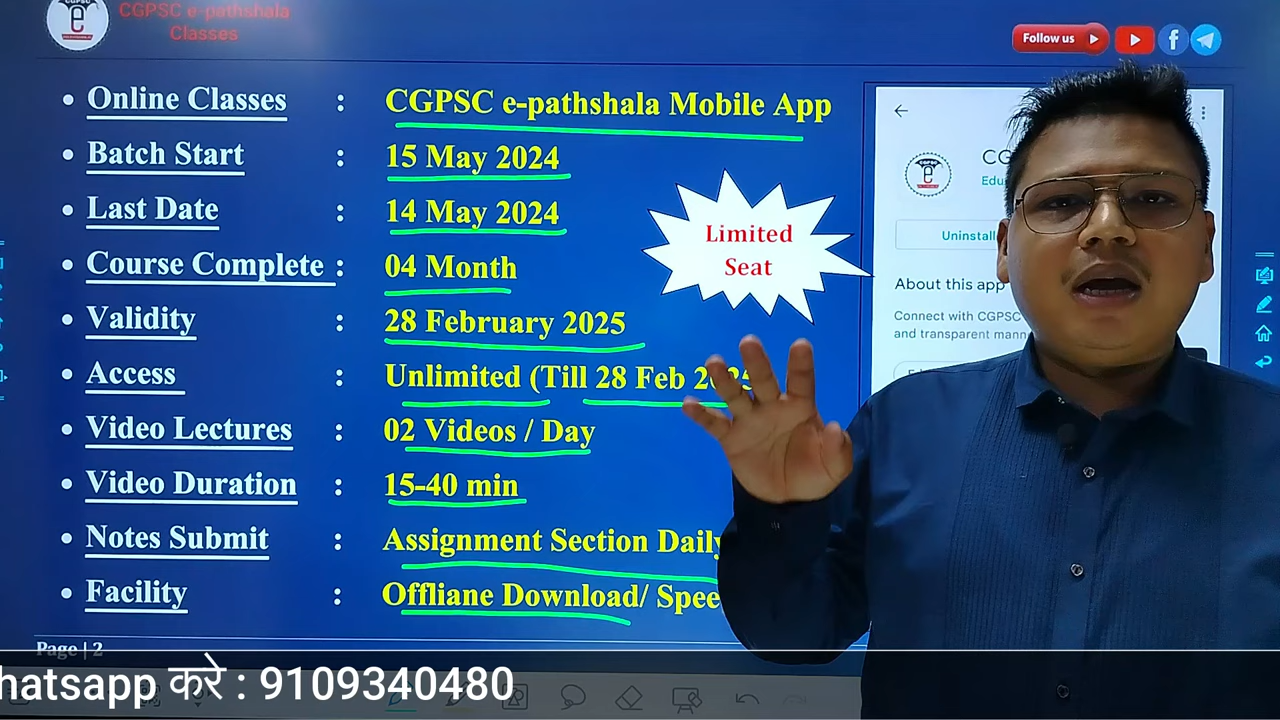 CGPSC e-pathshala
Classes
Follow us
• Online Classes : CGPSC e-pathshala Mobile App
• Batch Start : 15 May 2024
• Last Date : 14 May 2024
• Course Complete : 04 Month
• Validity : 28 February 2025
• Access : Unlimited (Till 28 Feb
• Video Lectures : 02 Videos / Day
• Video Duration : 15-40 min
• Notes Submit : Assignment Section Daily
• Facility : Offliane Download/
Limited
Seat
Uninstall
About this app
Connect with CGPSC
and transparent
Page | 2
करे : 9109340480